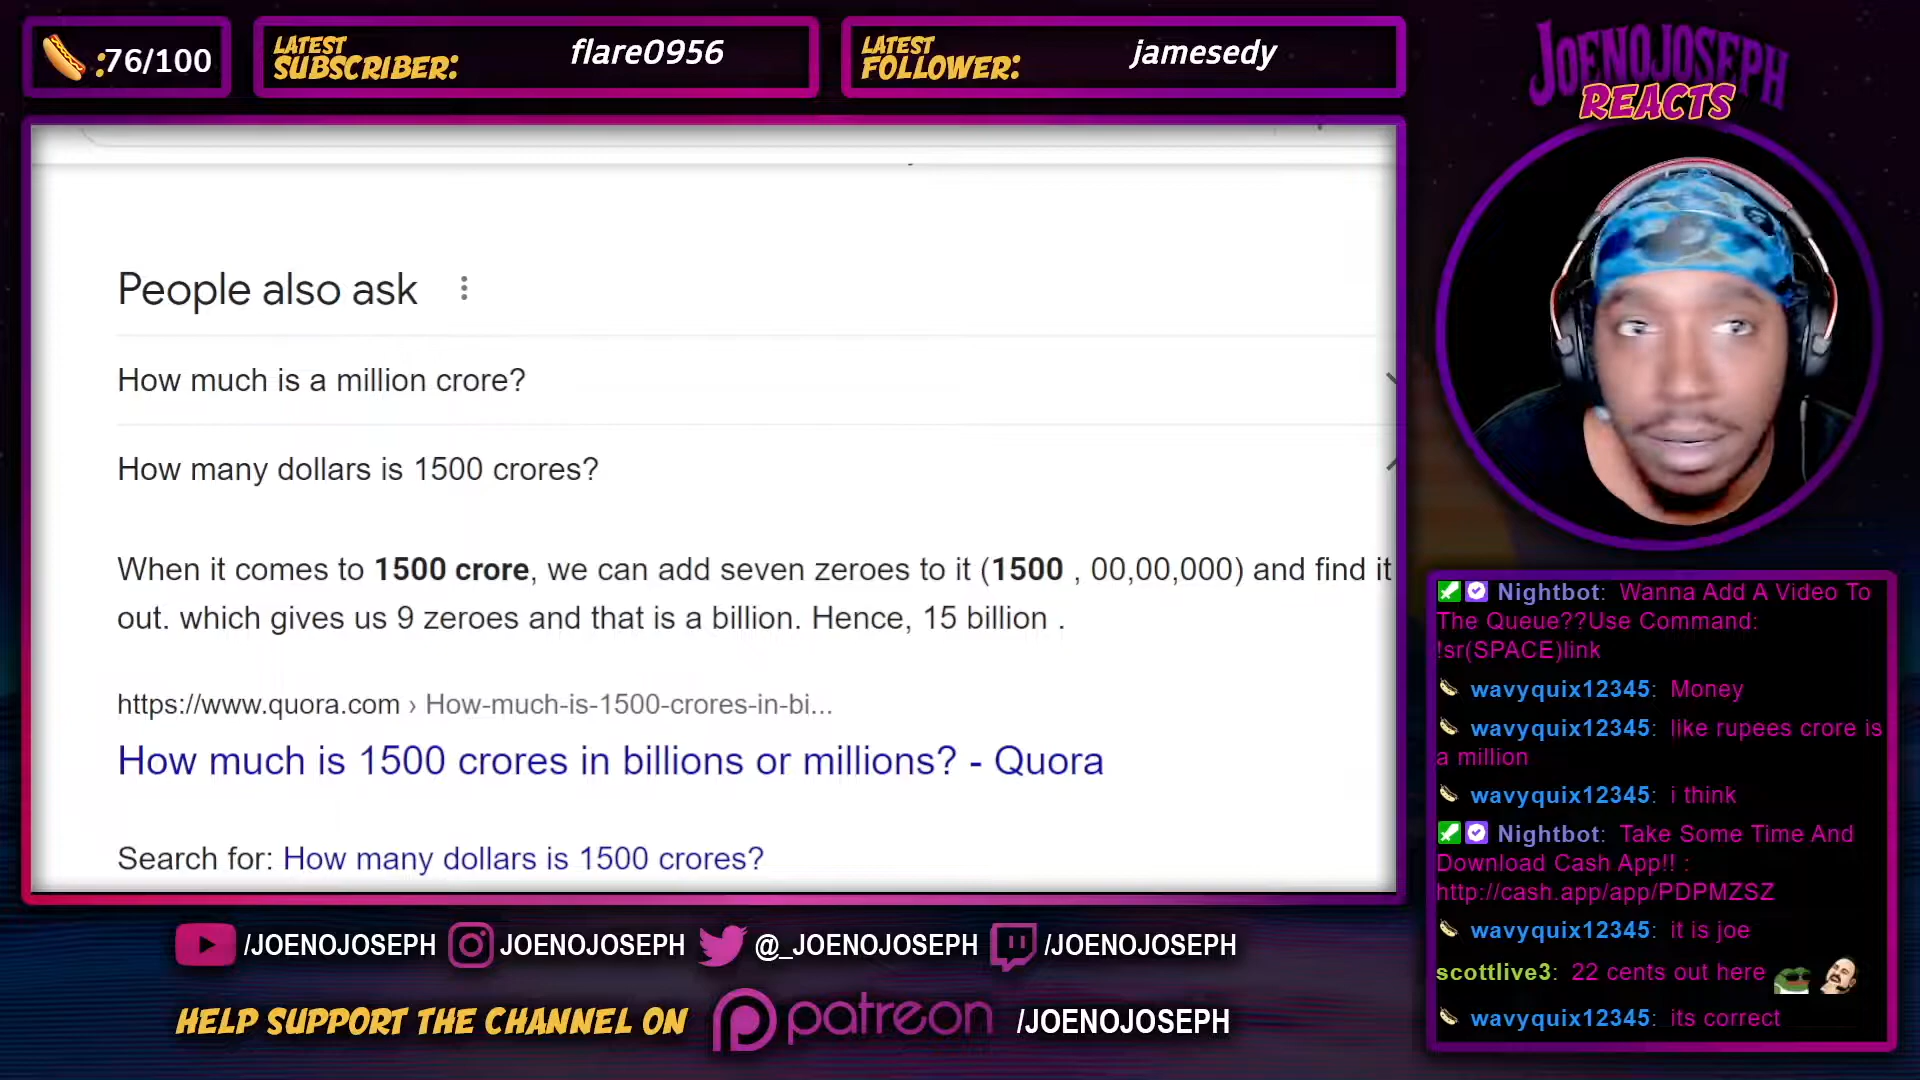 :76/100
LATEST
SUBSCRIBER:
flare0956
LATEST
FOLLOWER:
jamesedy
JOENOJOSEPH
REACTS
People also ask
How much is a million crore?
How many dollars is 1500 crores?
When it comes to 1500 crore, we can add seven zeroes to it (1500 , 00,00,000) and find it
out. which gives us 9 zeroes and that is a billion. Hence, 15 billion .
https://www.quora.com › How-much-is-1500-crores-in-bi...
How much is 1500 crores in billions or millions? - Quora
Search for: How many dollars is 1500 crores?
Nightbot: Wanna Add A Video To
The Queue??Use Command:
!sr(SPACE)link
wavyquix12345: Money
wavyquix12345: like rupees crore is
a million
wavyquix12345: i think
Nightbot: Take Some Time And
Download Cash App!! :
http://cash.app/app/PDPMZSZ
wavyquix12345: it is joe
scottlive3: 22 cents out here
wavyquix12345: its correct
/JOENOJOSEPH
JOENOJOSEPH
@_JOENOJOSEPH
/JOENOJOSEPH
HELP SUPPORT THE CHANNEL ON
patreon
/JOENOJOSEPH